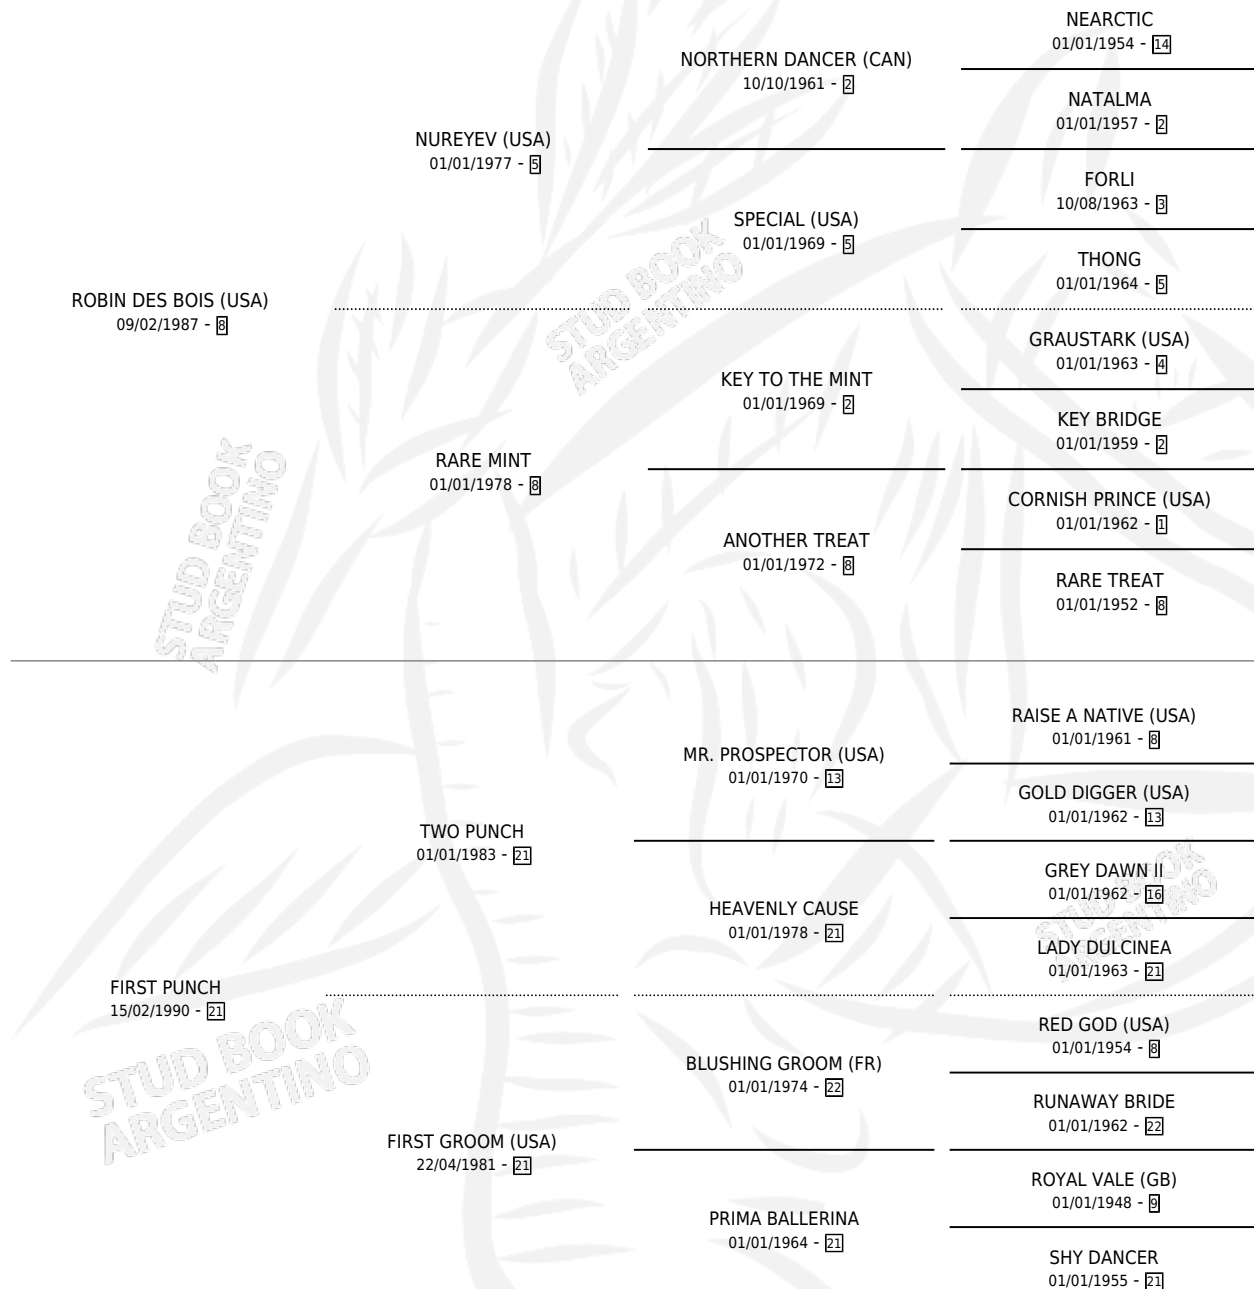 NEARCTIC
01/01/1954 - 14
NORTHERN DANCER (CAN)
10/10/1961 - 2
NATALMA
01/01/1957 - 2
NUREYEV (USA)
01/01/1977 - 5
FORLI
10/08/1963 - 3
SPECIAL (USA)
01/01/1969 - 5
THONG
01/01/1964 - 5
ROBIN DES BOIS (USA)
09/02/1987 - 8
GRAUSTARK (USA)
01/01/1963 - 4
KEY TO THE MINT
01/01/1969 - 2
KEY BRIDGE
01/01/1959 - 2
RARE MINT
01/01/1978 - 8
CORNISH PRINCE (USA)
01/01/1962 - 1
ANOTHER TREAT
01/01/1972 - 8
RARE TREAT
01/01/1952 - 8
STUD BOOK
ARGENTINO
STUD BOOK
ARGENTINO
RAISE A NATIVE (USA)
01/01/1961 - 8
MR. PROSPECTOR (USA)
01/01/1970 - 13
GOLD DIGGER (USA)
01/01/1962 - 13
TWO PUNCH
01/01/1983 - 21
GREY DAWN II
01/01/1962 - 16
HEAVENLY CAUSE
01/01/1978 - 21
LADY DULCINEA
01/01/1963 - 21
STUD BOOK
ARGENTINO
FIRST PUNCH
15/02/1990 - 21
RED GOD (USA)
01/01/1954 - 8
BLUSHING GROOM (FR)
01/01/1974 - 22
RUNAWAY BRIDE
01/01/1962 - 22
FIRST GROOM (USA)
22/04/1981 - 21
ROYAL VALE (GB)
01/01/1948 - 9
PRIMA BALLERINA
01/01/1964 - 21
SHY DANCER
01/01/1955 - 21
STUD BOOK
ARGENTINO